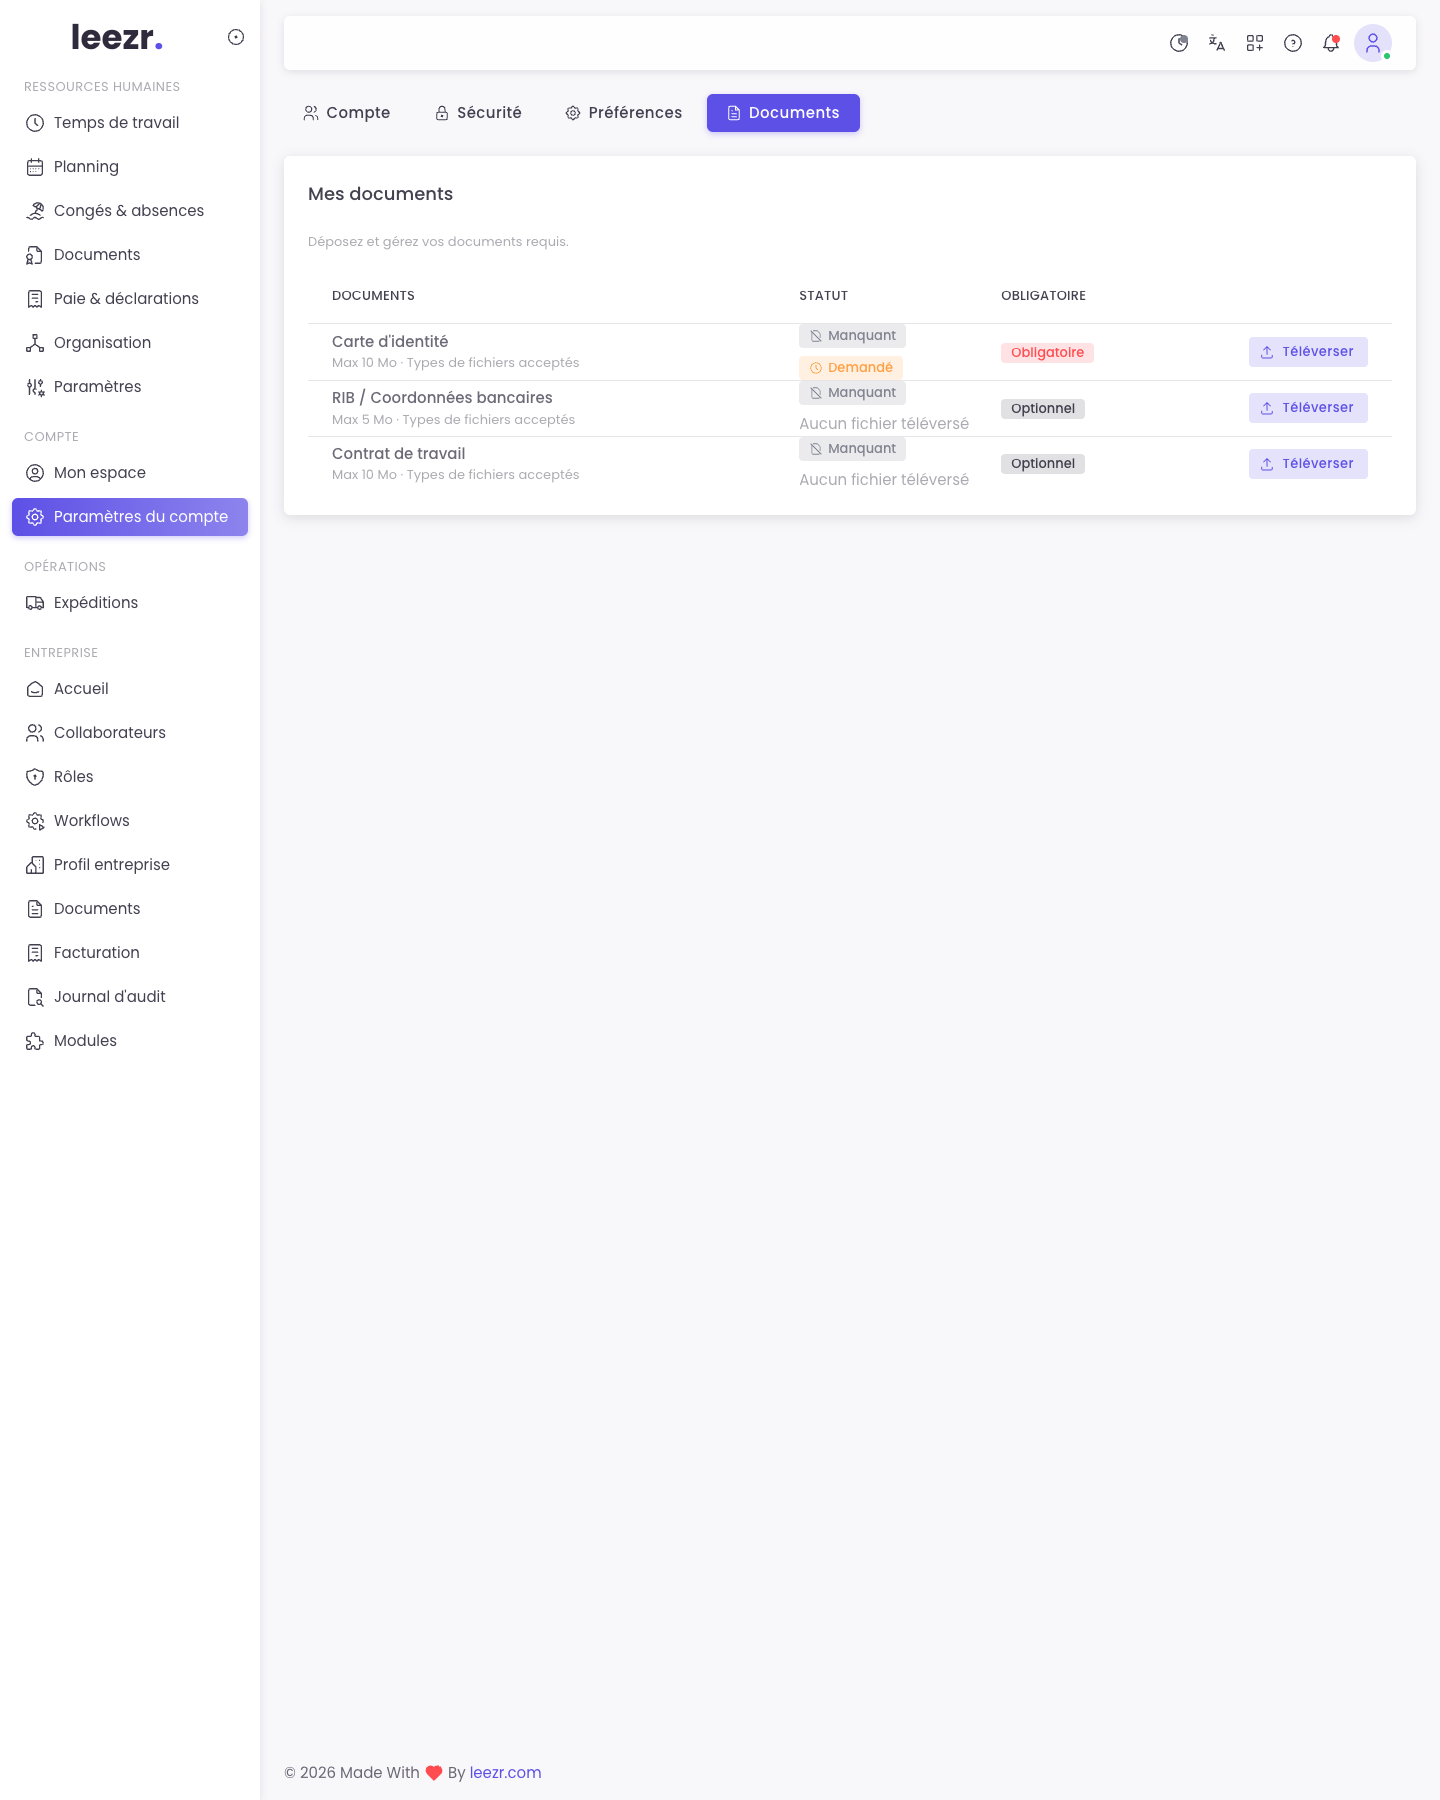 leezr.
RESSOURCES HUMAINES
Temps de travail
Planning
Congés & absences
Documents
Paie & déclarations
Organisation
Paramètres
COMPTE
Mon espace
Paramètres du compte
OPÉRATIONS
Expéditions
ENTREPRISE
Accueil
Collaborateurs
Rôles
Workflows
Profil entreprise
Documents
Facturation
Journal d'audit
Modules
Compte Sécurité Préférences Documents
Mes documents
Déposez et gérez vos documents requis.
DOCUMENTS STATUT OBLIGATOIRE
Carte d'identité
Max 10 Mo · Types de fichiers acceptés
Manquant
Demandé
Obligatoire
Téléverser
RIB / Coordonnées bancaires
Max 5 Mo · Types de fichiers acceptés
Manquant
Aucun fichier téléversé
Optionnel
Téléverser
Contrat de travail
Max 10 Mo · Types de fichiers acceptés
Manquant
Aucun fichier téléversé
Optionnel
Téléverser
© 2026 Made With By leezr.com